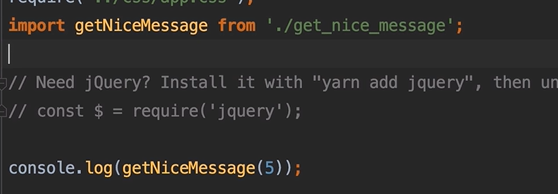 require('../css/app.css');
import getNiceMessage from './get_nice_message';
// Need jQuery? Install it with "yarn add jquery", then un
// const $ = require('jquery');
console.log(getNiceMessage(5));